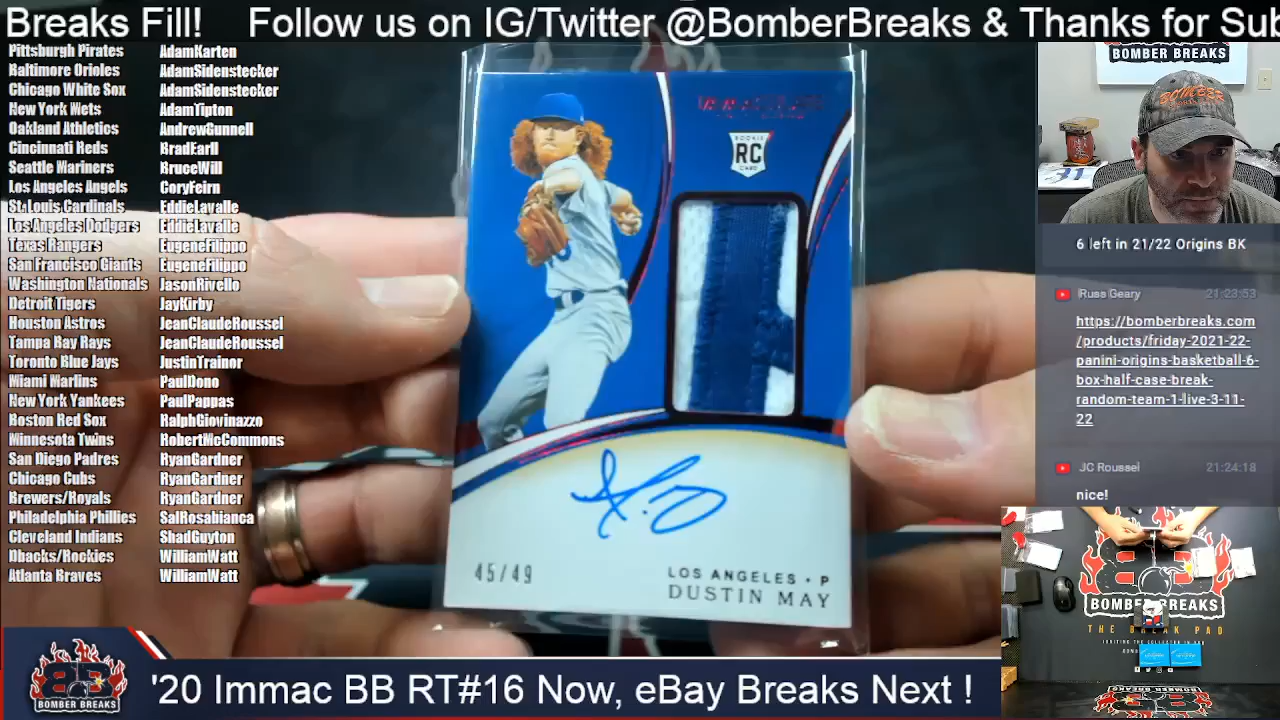 Breaks Fill! Follow us on IG/Twitter @BomberBreaks & Thanks for Sub
Pittsburgh Pirates AdamKarten
Baltimore Orioles AdamSidenstecker
Chicago White Sox AdamSidenstecker
New York Mets AdamTipton
Oakland Athletics AndrewGunnell
Cincinnati Reds BradEarll
Seattle Mariners BruceWill
Los Angeles Angels CoryFeirn
St. Louis Cardinals EddieLavalle
Los Angeles Dodgers EddieLavalle
Texas Rangers EugeneFilippo
San Francisco Giants EugeneFilippo
Washington Nationals JasonRivello
Detroit Tigers JayKirby
Houston Astros JeanClaudeRoussel
Tampa Bay Rays JeanClaudeRoussel
Toronto Blue Jays JustinTrainor
Miami Marlins PaulDono
New York Yankees PaulPappas
Boston Red Sox RalphGiovinazzo
Minnesota Twins RobertMcCommons
San Diego Padres RyanGardner
Chicago Cubs RyanGardner
Brewers/Royals RyanGardner
Philadelphia Phillies SalRosabianca
Cleveland Indians ShadGuyton
Dbacks/Rockies WilliamWatt
Atlanta Braves WilliamWatt
ROOKIE
RC
CARD
45/49
LOS ANGELES • P
DUSTIN MAY
BOMBER BREAKS
BOMBER
6 left in 21/22 Origins BK
Russ Geary 21:23:53
https://bomberbreaks.com
/products/friday-2021-22-
panini-origins-basketball-6-
box-half-case-break-
random-team-1-live-3-11-
22
JC Roussel 21:24:18
nice!
BOMBER BREAKS
THE BREAK PAD
BOMBER BREAKS
BOMBER BREAKS
'20 Immac BB RT#16 Now, eBay Breaks Next !